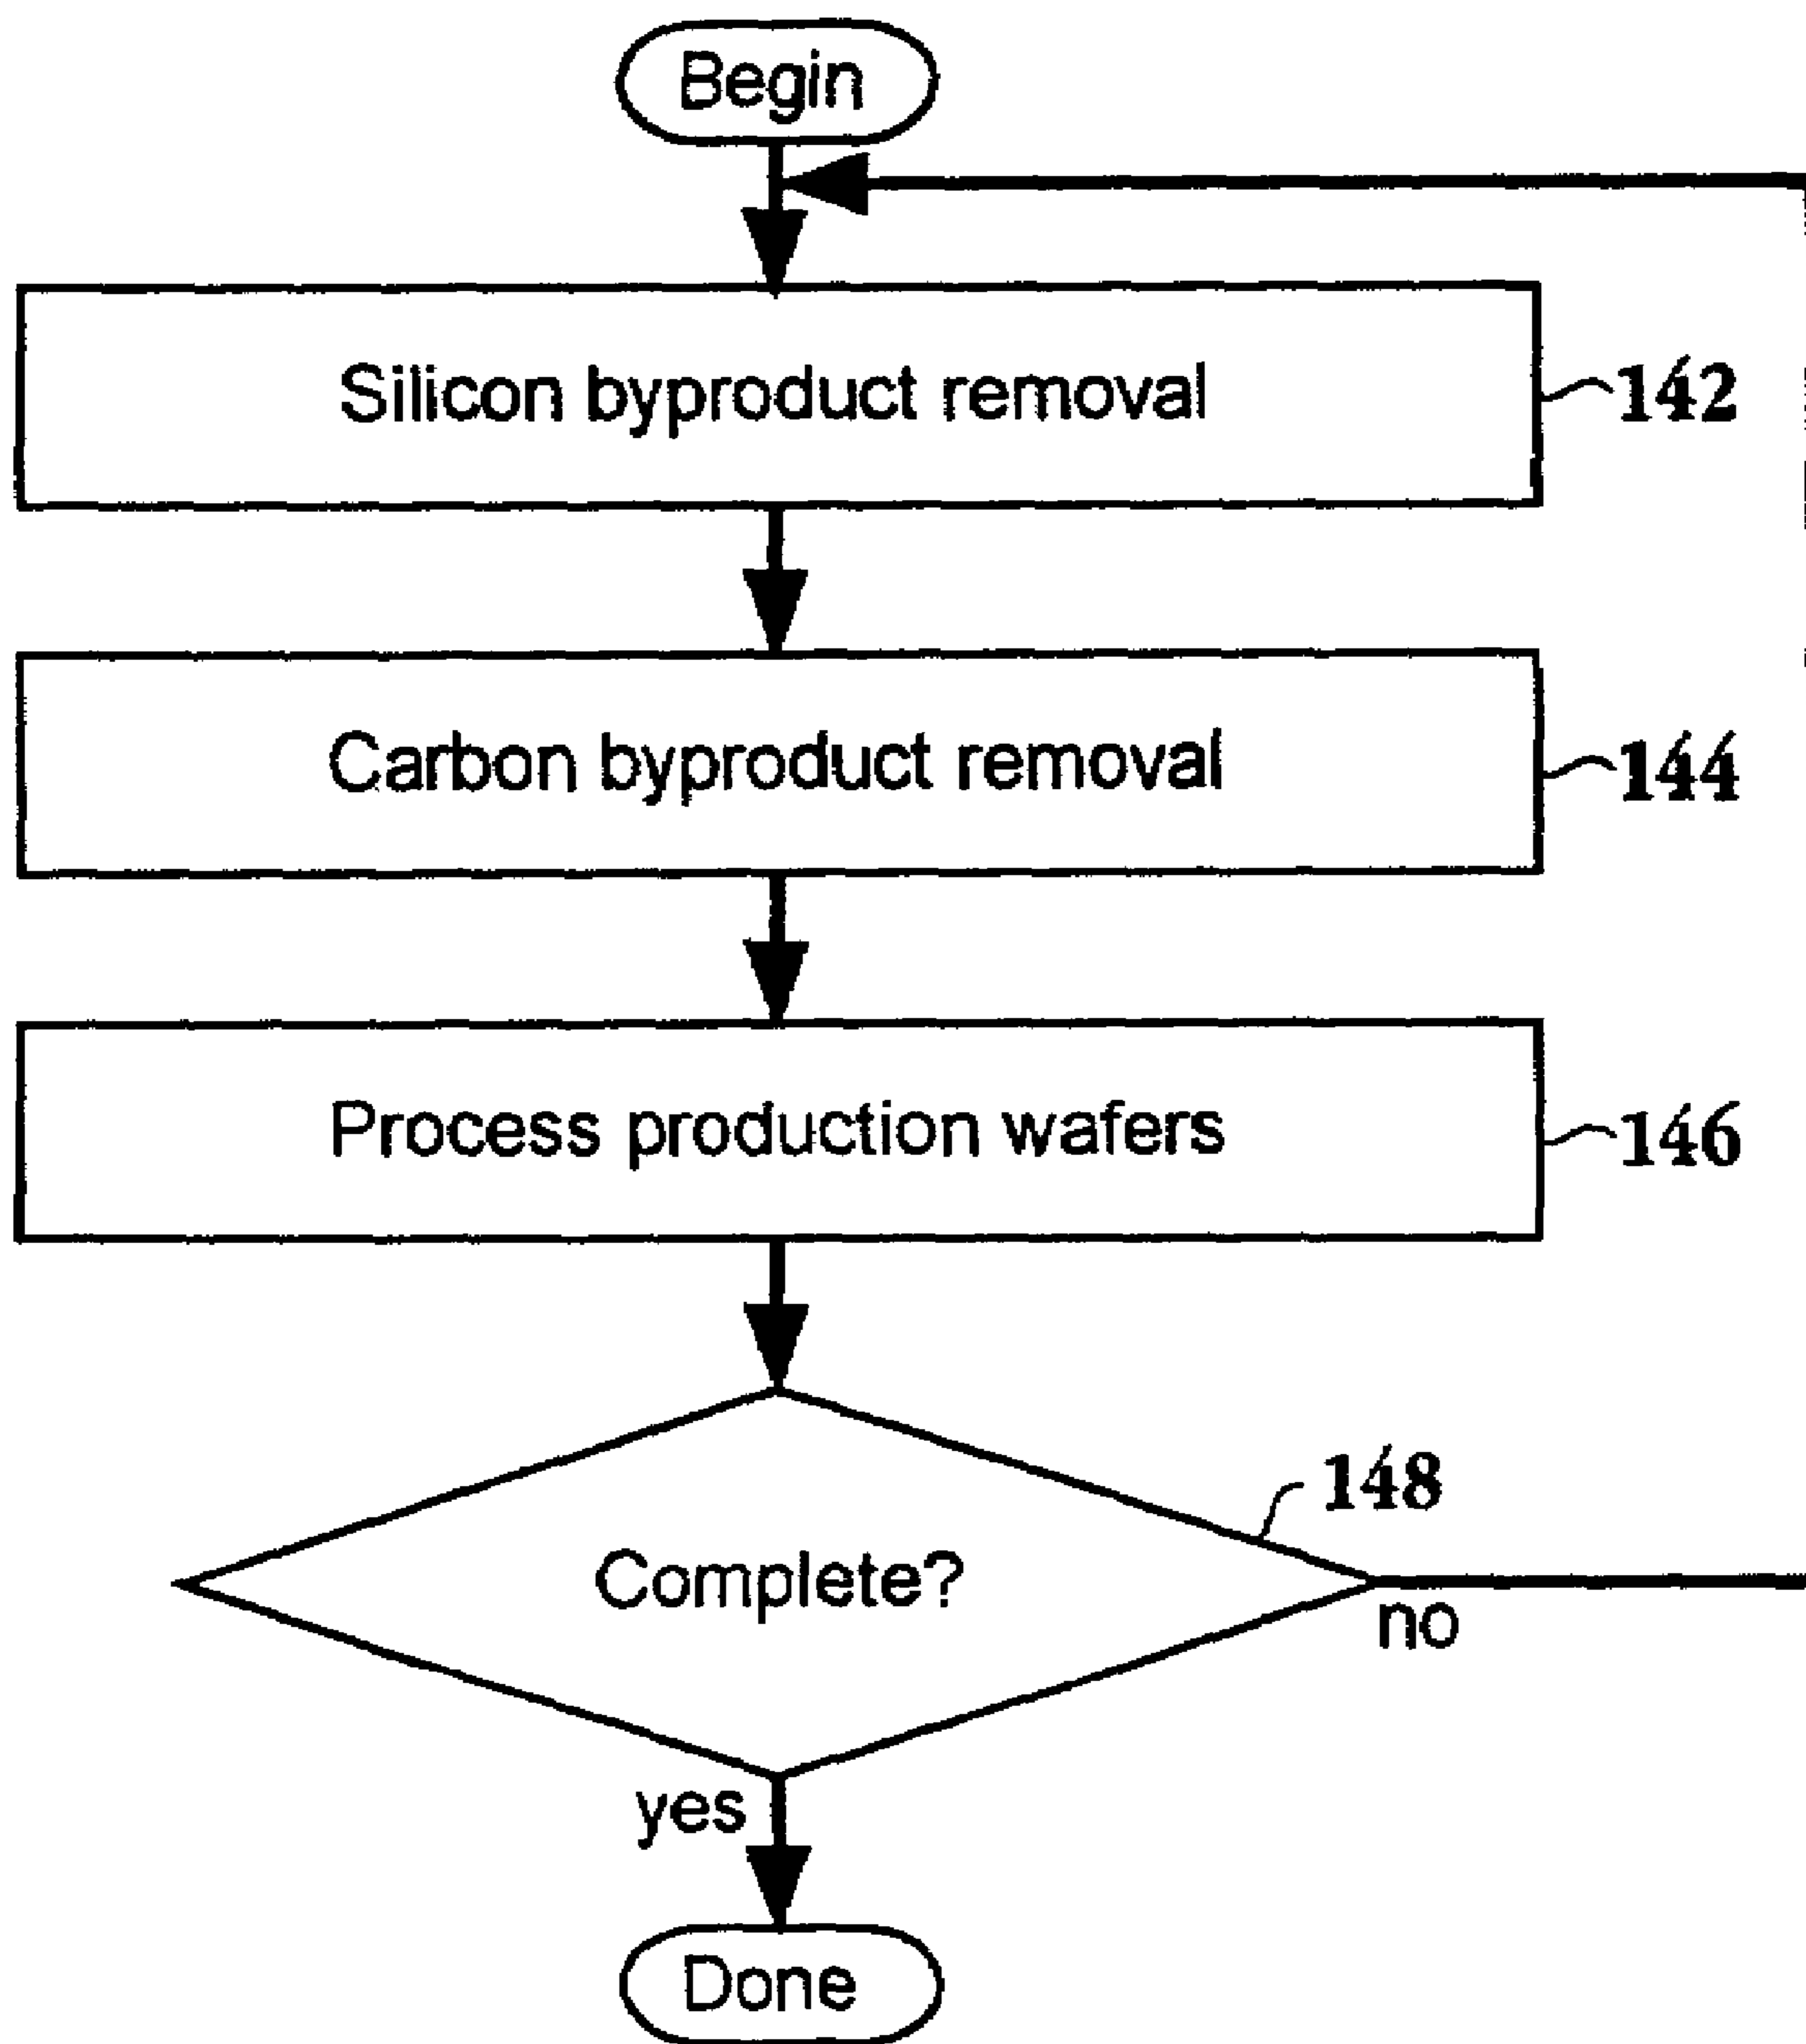 Begin
Silicon byproduct removal
142
Carbon byproduct removal
144
Process production wafers
146
148
Complete?
no
yes
Done